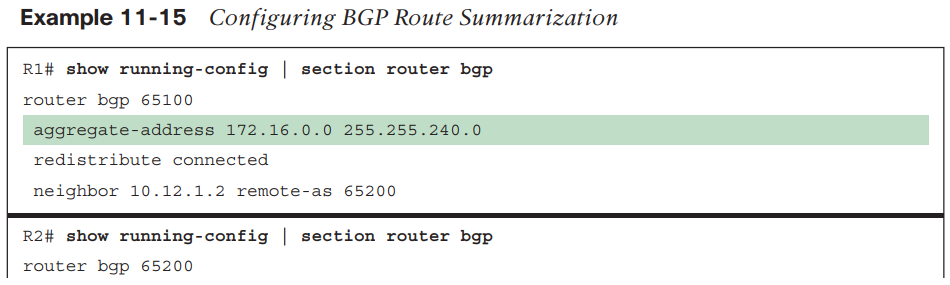 Example 11-15 Configuring BGP Route Summarization
R1# show running-config | section router bgp
router bgp 65100
aggregate-address 172.16.0.0 255.255.240.0
redistribute connected
neighbor 10.12.1.2 remote-as 65200
R2# show running-config | section router bgp
router bgp 65200